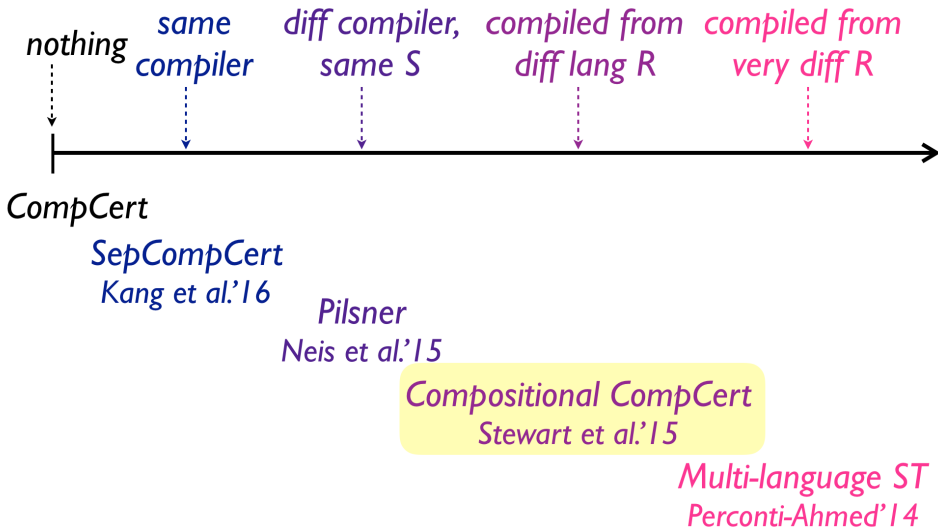 nothing
same
compiler
diff compiler,
same S
compiled from
diff lang R
compiled from
very diff R
CompCert
SepCompCert
Kang et al.'16
Pilsner
Neis et al.'15
Compositional CompCert
Stewart et al.'15
Multi-language ST
Perconti-Ahmed'14